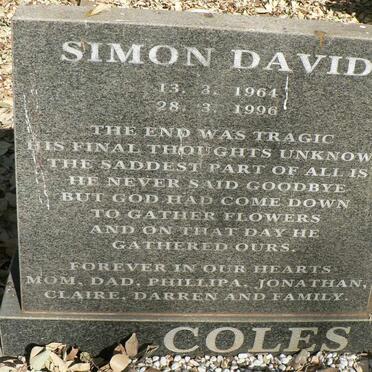 SIMON DAVID
13. 3. 1964
28. 3. 1996
THE END WAS TRAGIC
HIS FINAL THOUGHTS UNKNOW
THE SADDEST PART OF ALL IS
HE NEVER SAID GOODBYE
BUT GOD HAD COME DOWN
TO GATHER FLOWERS
AND ON THAT DAY HE
GATHERED OURS.
FOREVER IN OUR HEARTS
MOM, DAD, PHILLIPA, JONATHAN,
CLAIRE, DARREN AND FAMILY.
COLES